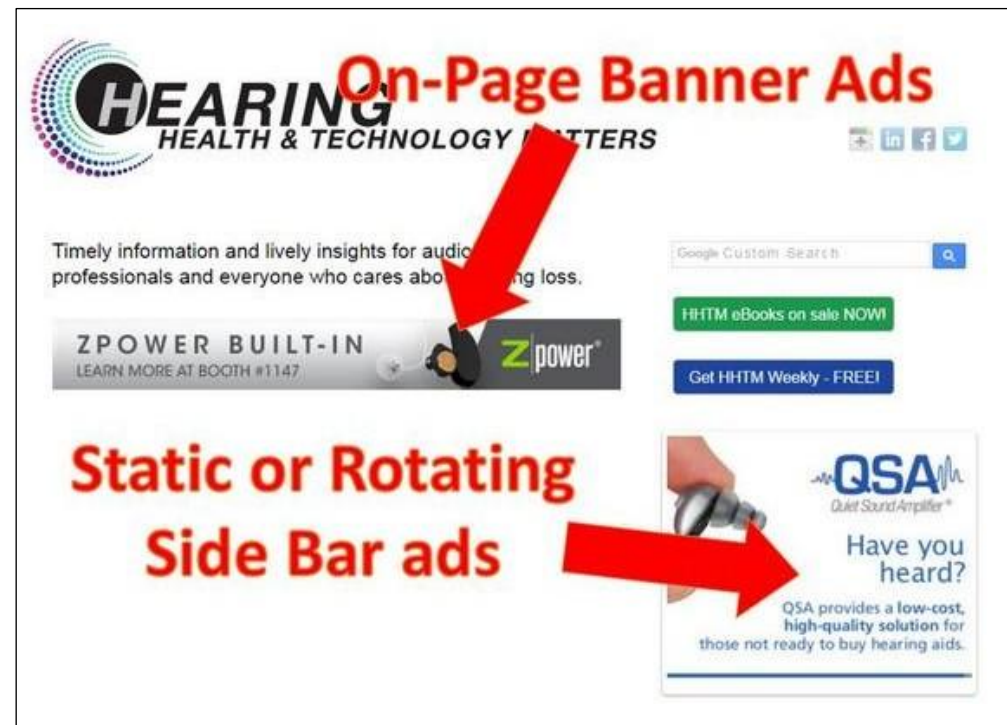 On-Page Banner Ads
HEARING
HEALTH & TECHNOLOGY TTERS
Timely information and lively insights for audio
professionals and everyone who cares abo ng loss.
Google Custom Search
HHTM eBooks on sale NOW!
ZPOWER BUILT-IN
LEARN MORE AT BOOTH #1147
Z power®
Get HHTM Weekly - FREE!
Static or Rotating
Side Bar ads
QSA
Quiet Sound Amplifier®
Have you
heard?
QSA provides a low-cost,
high-quality solution for
those not ready to buy hearing aids.